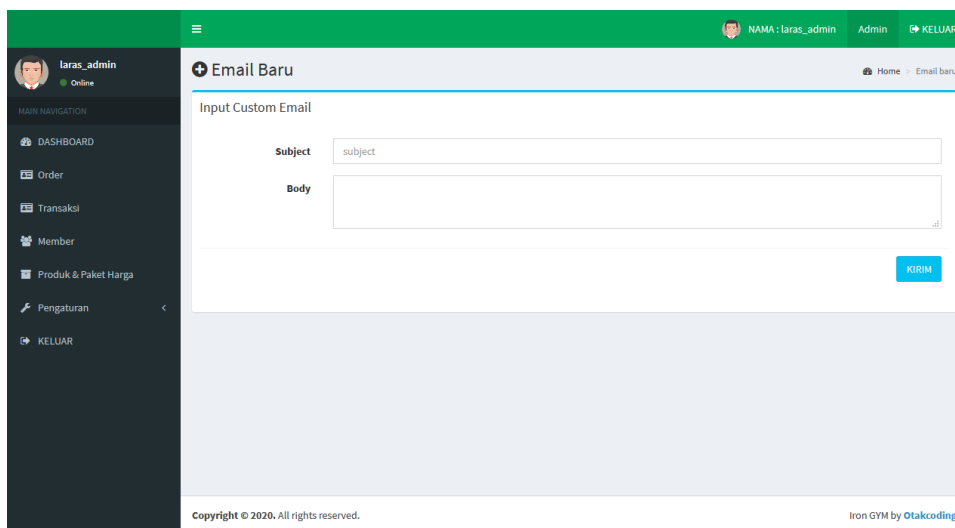 NAMA : laras_admin Admin KELUAR
laras_admin
Online
MAIN NAVIGATION
DASHBOARD
Order
Transaksi
Member
Produk & Paket Harga
Pengaturan
KELUAR
Email Baru
Home > Email baru
Input Custom Email
Subject subject
Body
KIRIM
Copyright © 2020. All rights reserved.
Iron GYM by Otakcoding